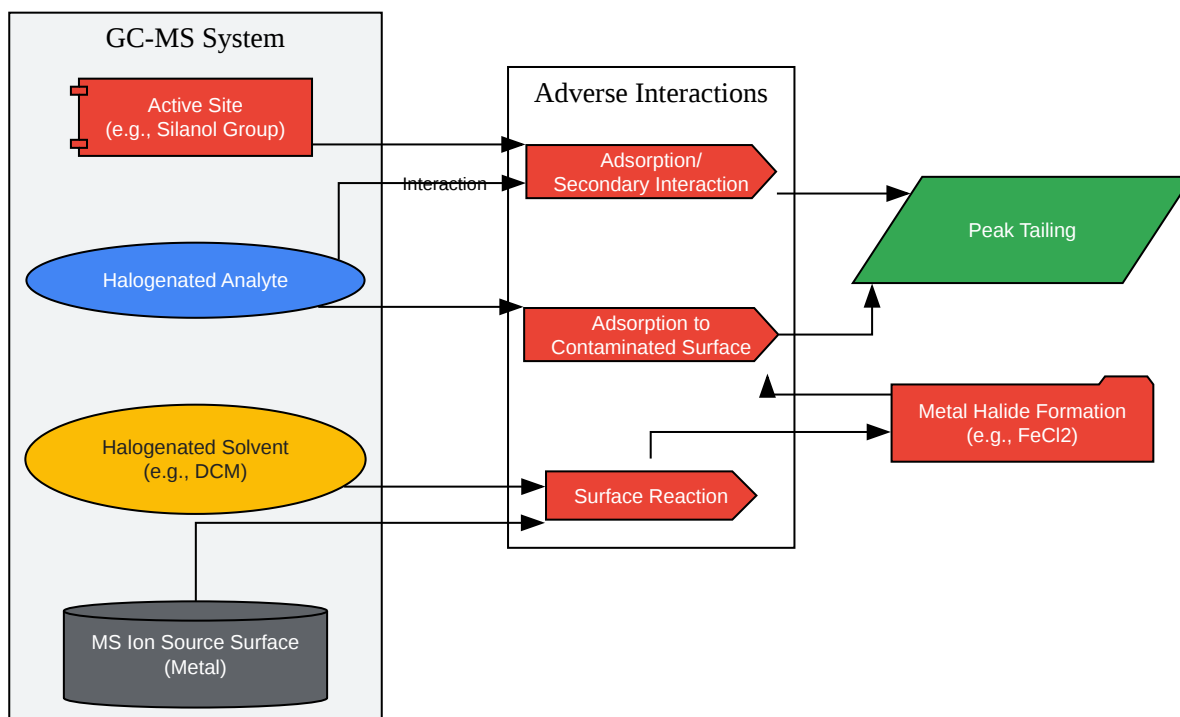 GC-MS System
Active Site
(e.g., Silanol Group)
Interaction
Halogenated Analyte
Halogenated Solvent
(e.g., DCM)
MS Ion Source Surface
(Metal)
Adverse Interactions
Adsorption/
Secondary Interaction
Adsorption to
Contaminated Surface
Surface Reaction
Peak Tailing
Metal Halide Formation
(e.g., FeCl2)